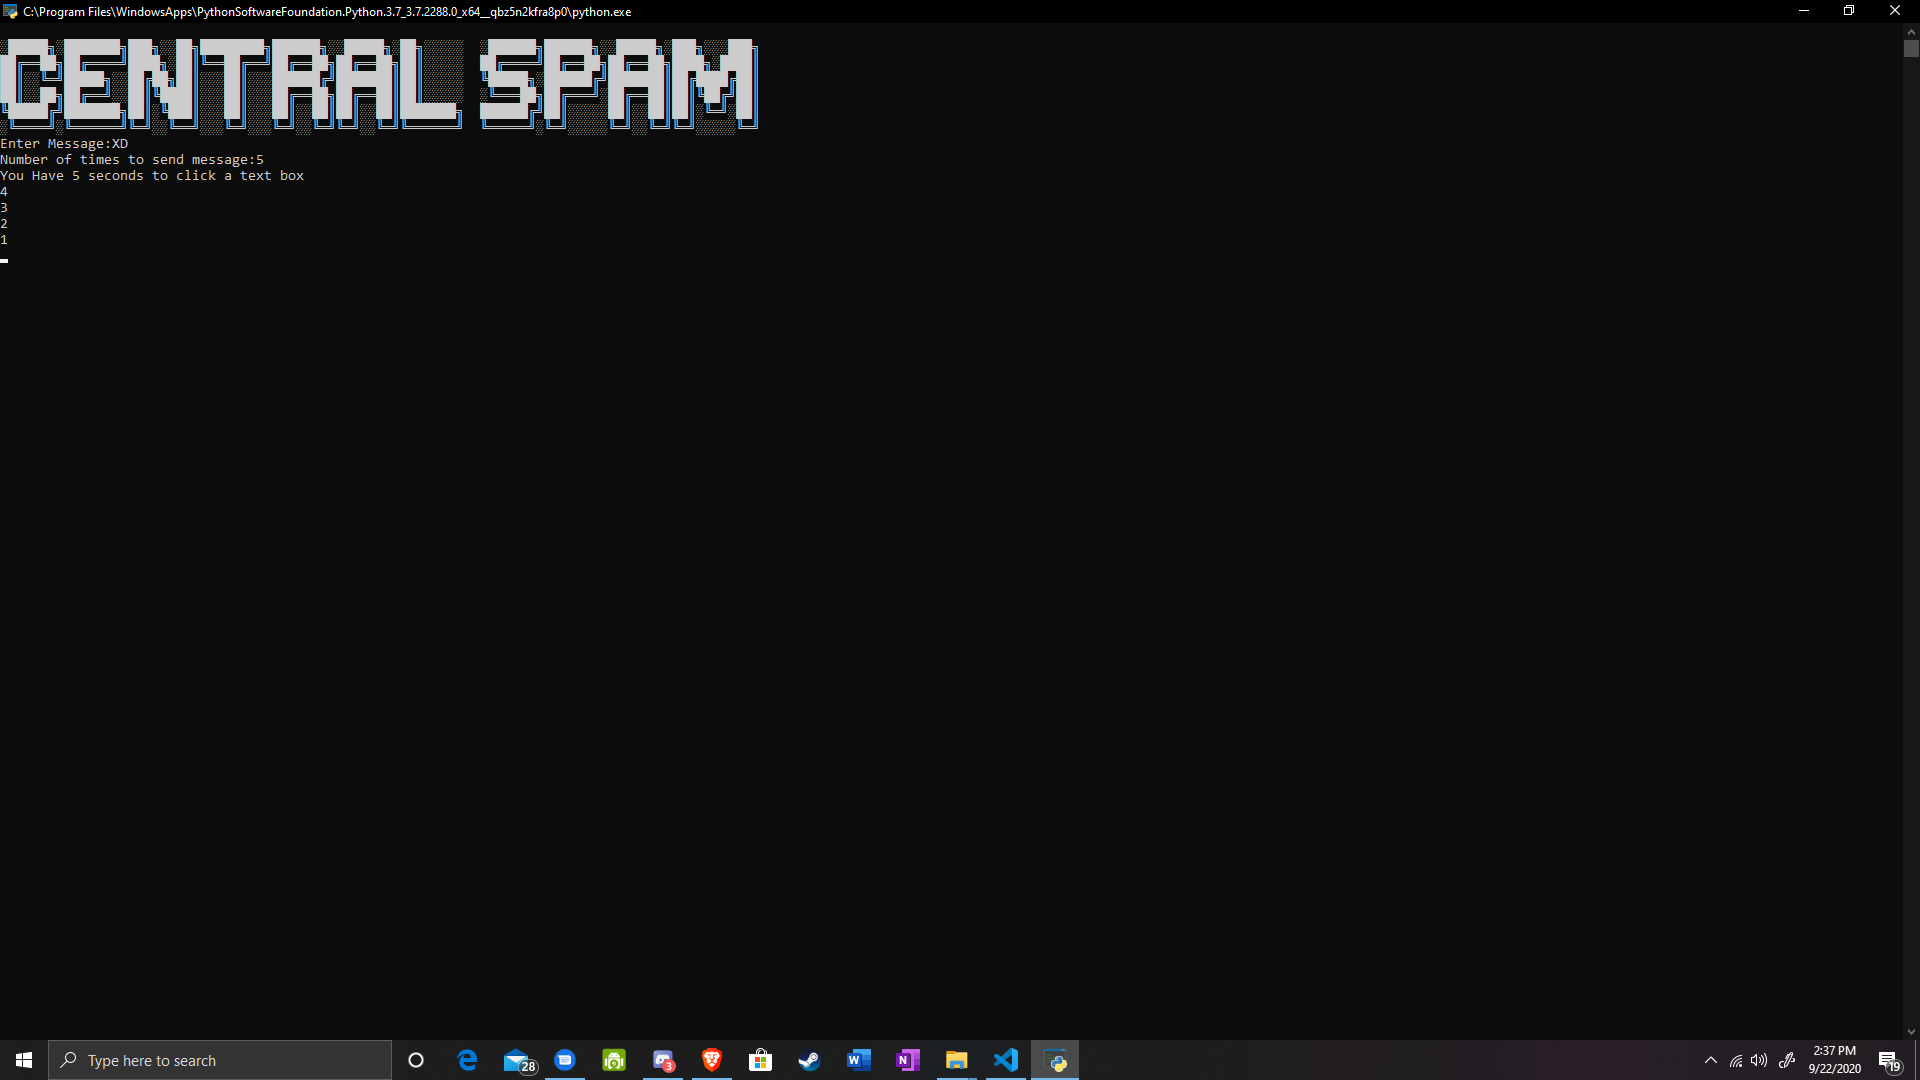 C:\Program Files\WindowsApps\PythonSoftwareFoundation.Python.3.7_3.7.2288.0_x64__qbz5n2kfra8p0\python.exe
CENTRAL SPAM
Enter Message:XD
Number of times to send message:5
You Have 5 seconds to click a text box
4
3
2
1
Type here to search
28
3
2:37 PM
9/22/2020
19